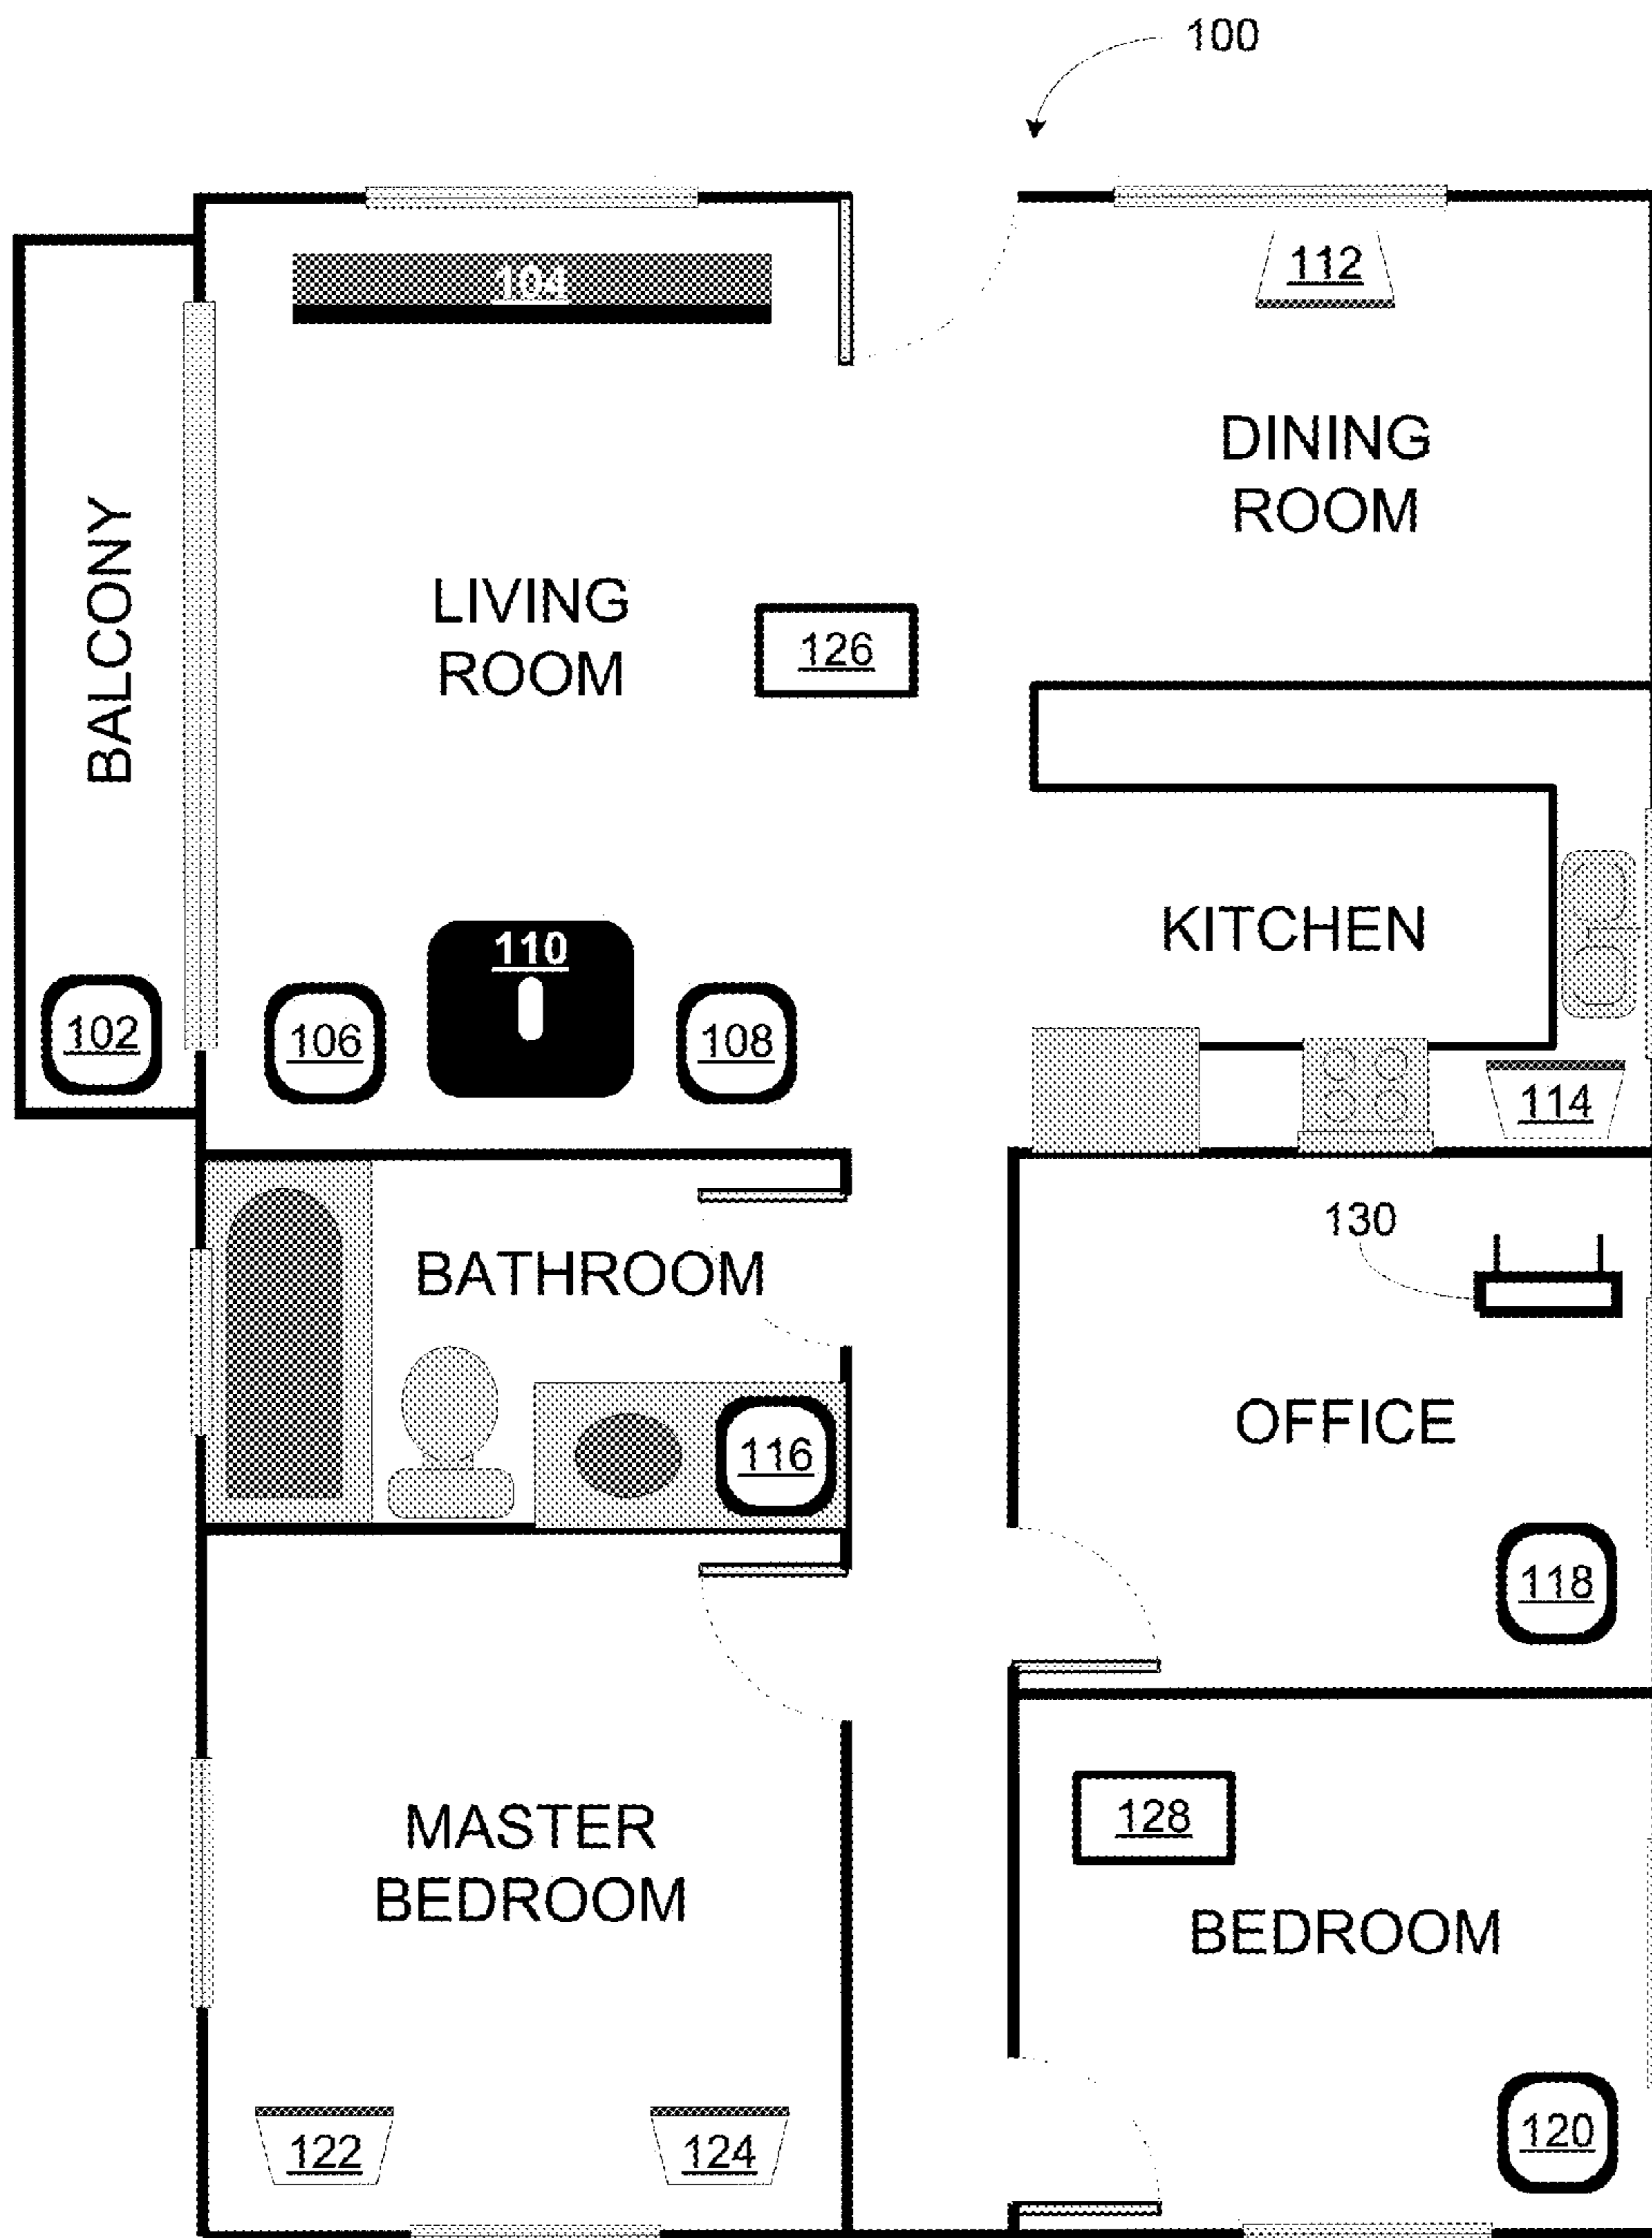 100
104
112
DINING
ROOM
BALCONY
LIVING
ROOM
126
KITCHEN
110
102
106
108
114
130
BATHROOM
OFFICE
116
118
128
MASTER
BEDROOM
BEDROOM
122
124
120